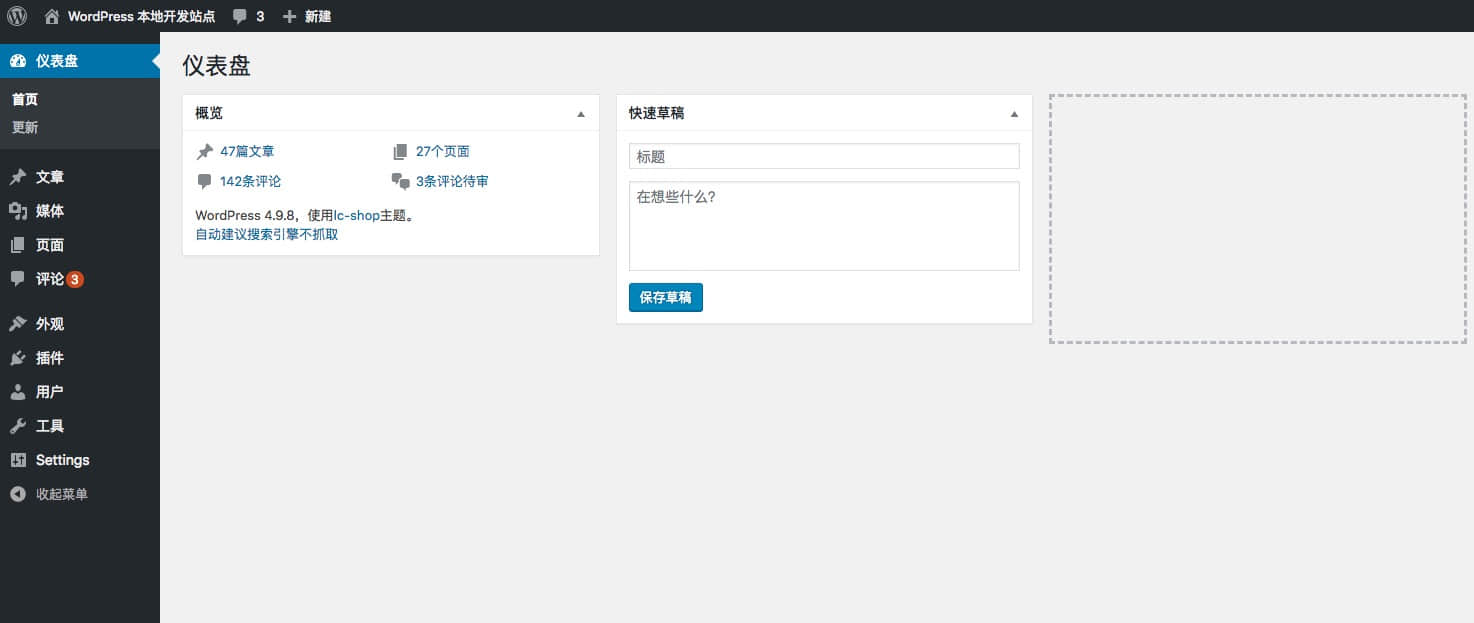 WordPress 本地开发站点 3 新建
仪表盘
首页
更新
文章
媒体
页面
评论 3
外观
插件
用户
工具
Settings
收起菜单
仪表盘
概览
47篇文章 27个页面
142条评论 3条评论待审
WordPress 4.9.8，使用lc-shop主题。
自动建议搜索引擎不抓取
快速草稿
标题
在想些什么?
保存草稿